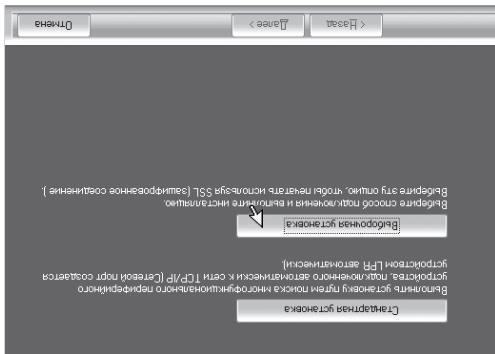 Стандартная установка
Выполнить установку путем поиска многофункционального периферийного
устройства, подключенного автоматически к сети TCP/IP (Сетевой порт создается
устройством LPR автоматически).
Выборочная установка
Выберите способ подключения и выполните инсталляцию.
Выберите эту опцию, чтобы печатать используя SSL (зашифрованное соединение ).
< Назад
Далее >
Отмена